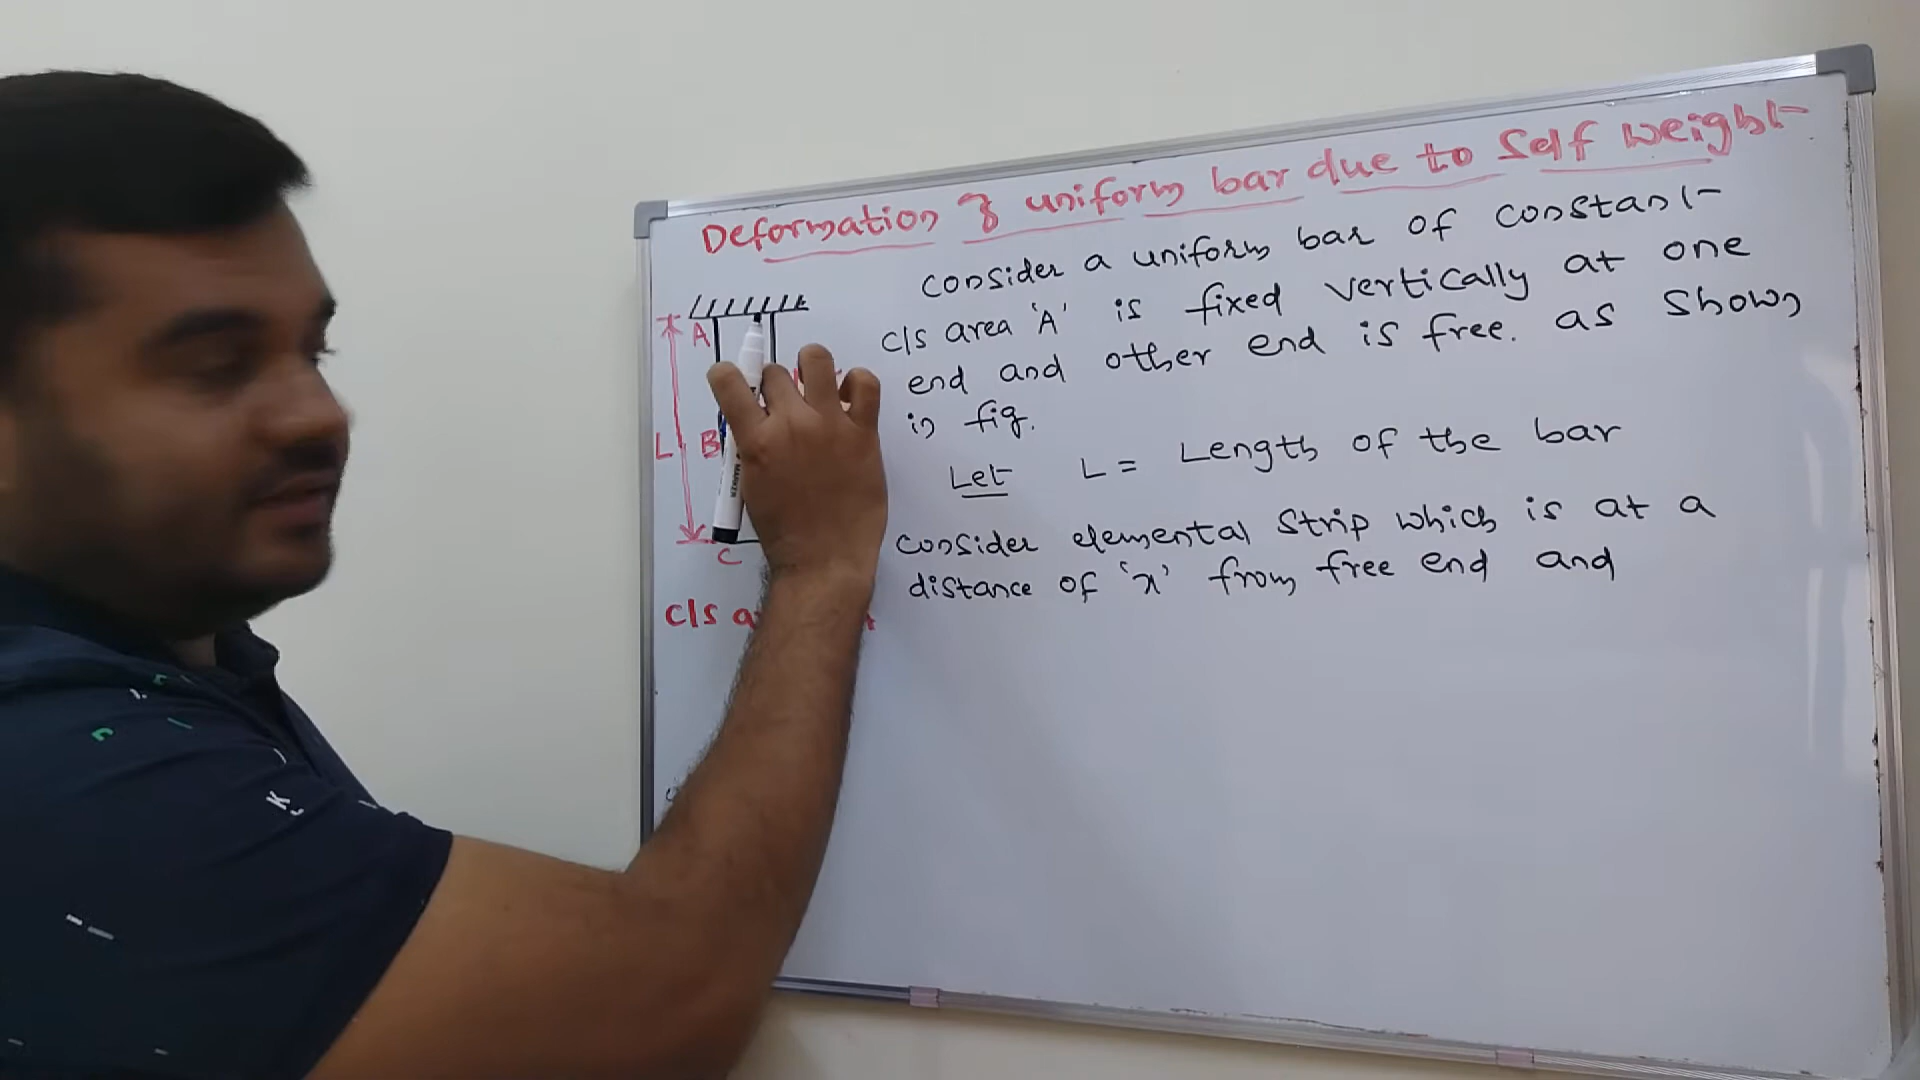 Deformation of uniform bar due to self weight
Consider a uniform bar of constant
c/s area 'A' is fixed vertically at one
end and other end is free. as shown
in fig.
Let L = Length of the bar
Consider elemental strip which is at a
distance of 'x' from free end and
A
L
B
C
c/s
MARKER
K